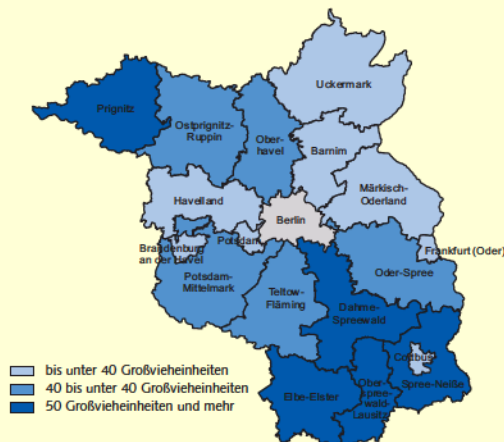 Uckermark
Prignitz
Ostprignitz-
Ruppin
Ober-
havel
Barnim
Märkisch-
Oderland
Havelland
Berlin
Potsdam
Brandenburg
an der Havel
Frankfurt (Oder)
Oder-Spree
Potsdam-
Mittelmark
Teltow-
Fläming
Dahme-
Spreewald
Cottbus
Spree-Neiße
Elbe-Elster
Ober-
spree-
wald-
Lausitz
bis unter 40 Großvieheinheiten
40 bis unter 40 Großvieheinheiten
50 Großvieheinheiten und mehr